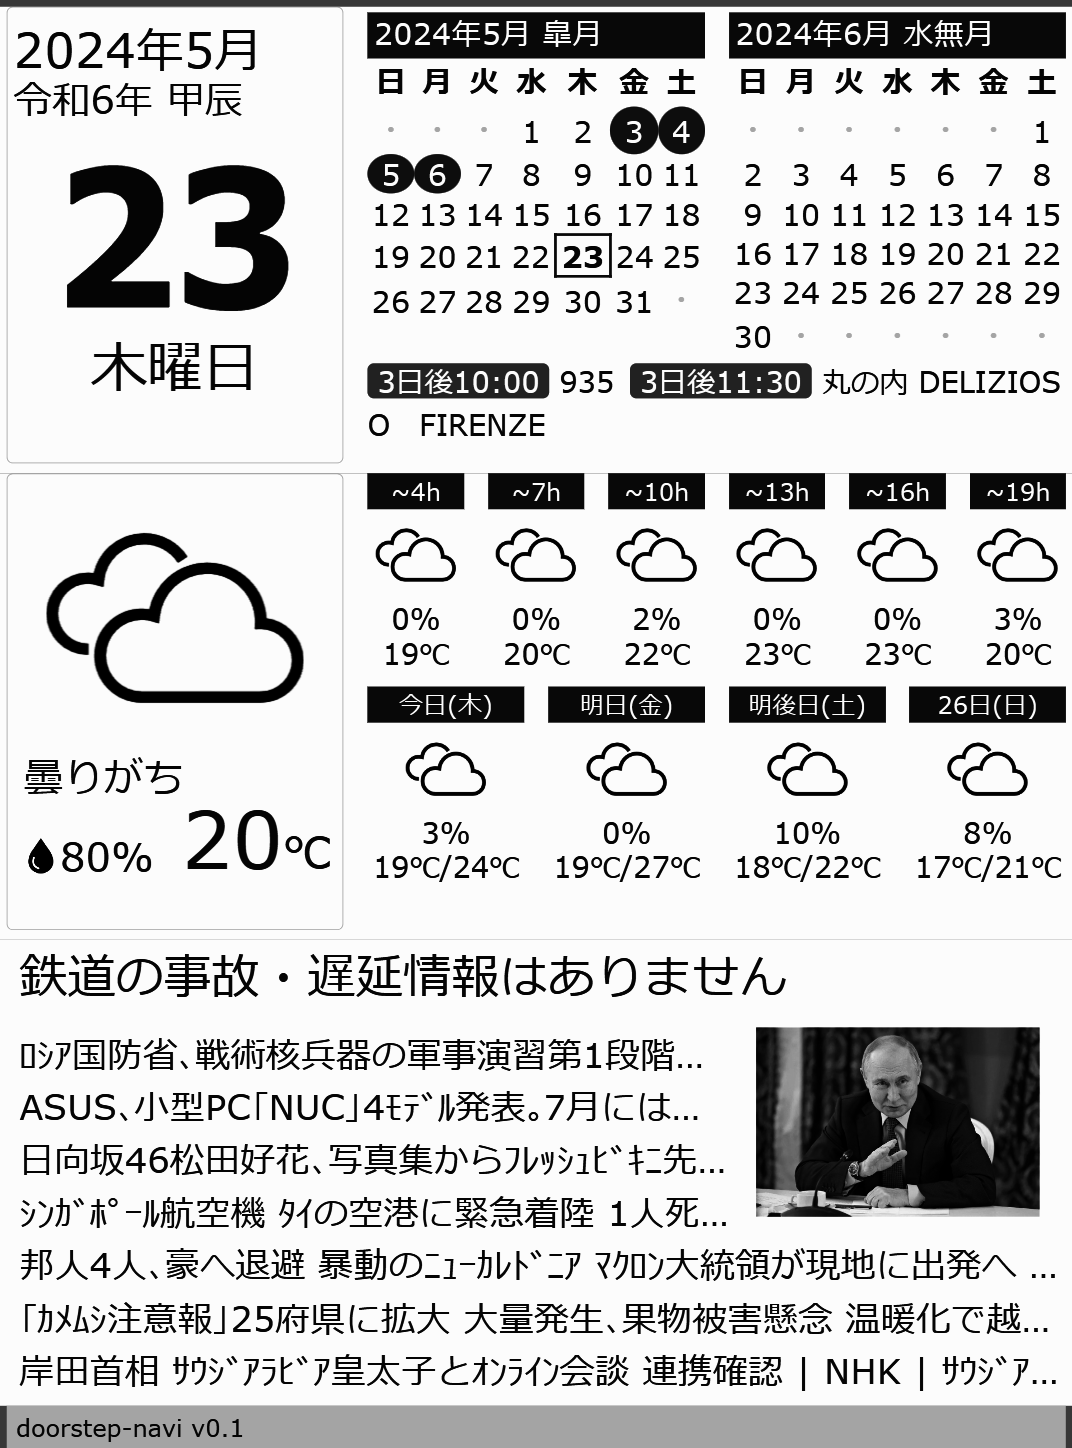 2024年5月
令和6年 甲辰
23
木曜日
2024年5月 皐月
日 月 火 水 木 金 土
・ ・ ・ 1 2 3 4
5 6 7 8 9 10 11
12 13 14 15 16 17 18
19 20 21 22 23 24 25
26 27 28 29 30 31 ・
2024年6月 水無月
日 月 火 水 木 金 土
・ ・ ・ ・ ・ ・ 1
2 3 4 5 6 7 8
9 10 11 12 13 14 15
16 17 18 19 20 21 22
23 24 25 26 27 28 29
30 ・ ・ ・ ・ ・ ・
3日後10:00 935 3日後11:30 丸の内 DELIZIOS
O　FIRENZE
曇りがち
80% 20℃
~4h ~7h ~10h ~13h ~16h ~19h
0% 0% 2% 0% 0% 3%
19℃ 20℃ 22℃ 23℃ 23℃ 20℃
今日(木) 明日(金) 明後日(土) 26日(日)
3% 0% 10% 8%
19℃/24℃ 19℃/27℃ 18℃/22℃ 17℃/21℃
鉄道の事故・遅延情報はありません
ﾛｼｱ国防省､戦術核兵器の軍事演習第1段階…
ASUS､小型PC｢NUC｣4ﾓﾃﾞﾙ発表｡7月には…
日向坂46松田好花､写真集からﾌﾚｯｼｭﾋﾞｷﾆ先…
ｼﾝｶﾞﾎﾟｰﾙ航空機 ﾀｲの空港に緊急着陸 1人死…
邦人4人､豪へ退避 暴動のﾆｭｰｶﾚﾄﾞﾆｱ ﾏｸﾛﾝ大統領が現地に出発へ …
｢ｶﾒﾑｼ注意報｣25府県に拡大 大量発生､果物被害懸念 温暖化で越…
岸田首相 ｻｳｼﾞｱﾗﾋﾞｱ皇太子とｵﾝﾗｲﾝ会談 連携確認 | NHK | ｻｳｼﾞｱ…
doorstep-navi v0.1